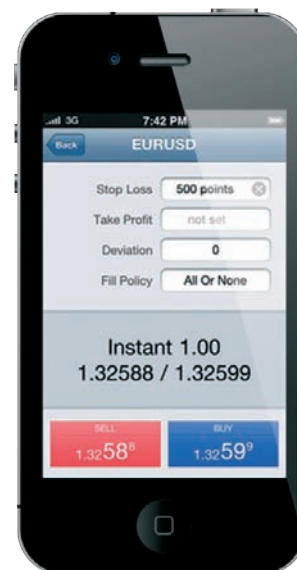 3G 7:42 PM
Back EURUSD
Stop Loss 500 points
Take Profit not set
Deviation 0
Fill Policy All Or None
Instant 1.00
1.32588 / 1.32599
SELL BUY
1.32588 1.32599